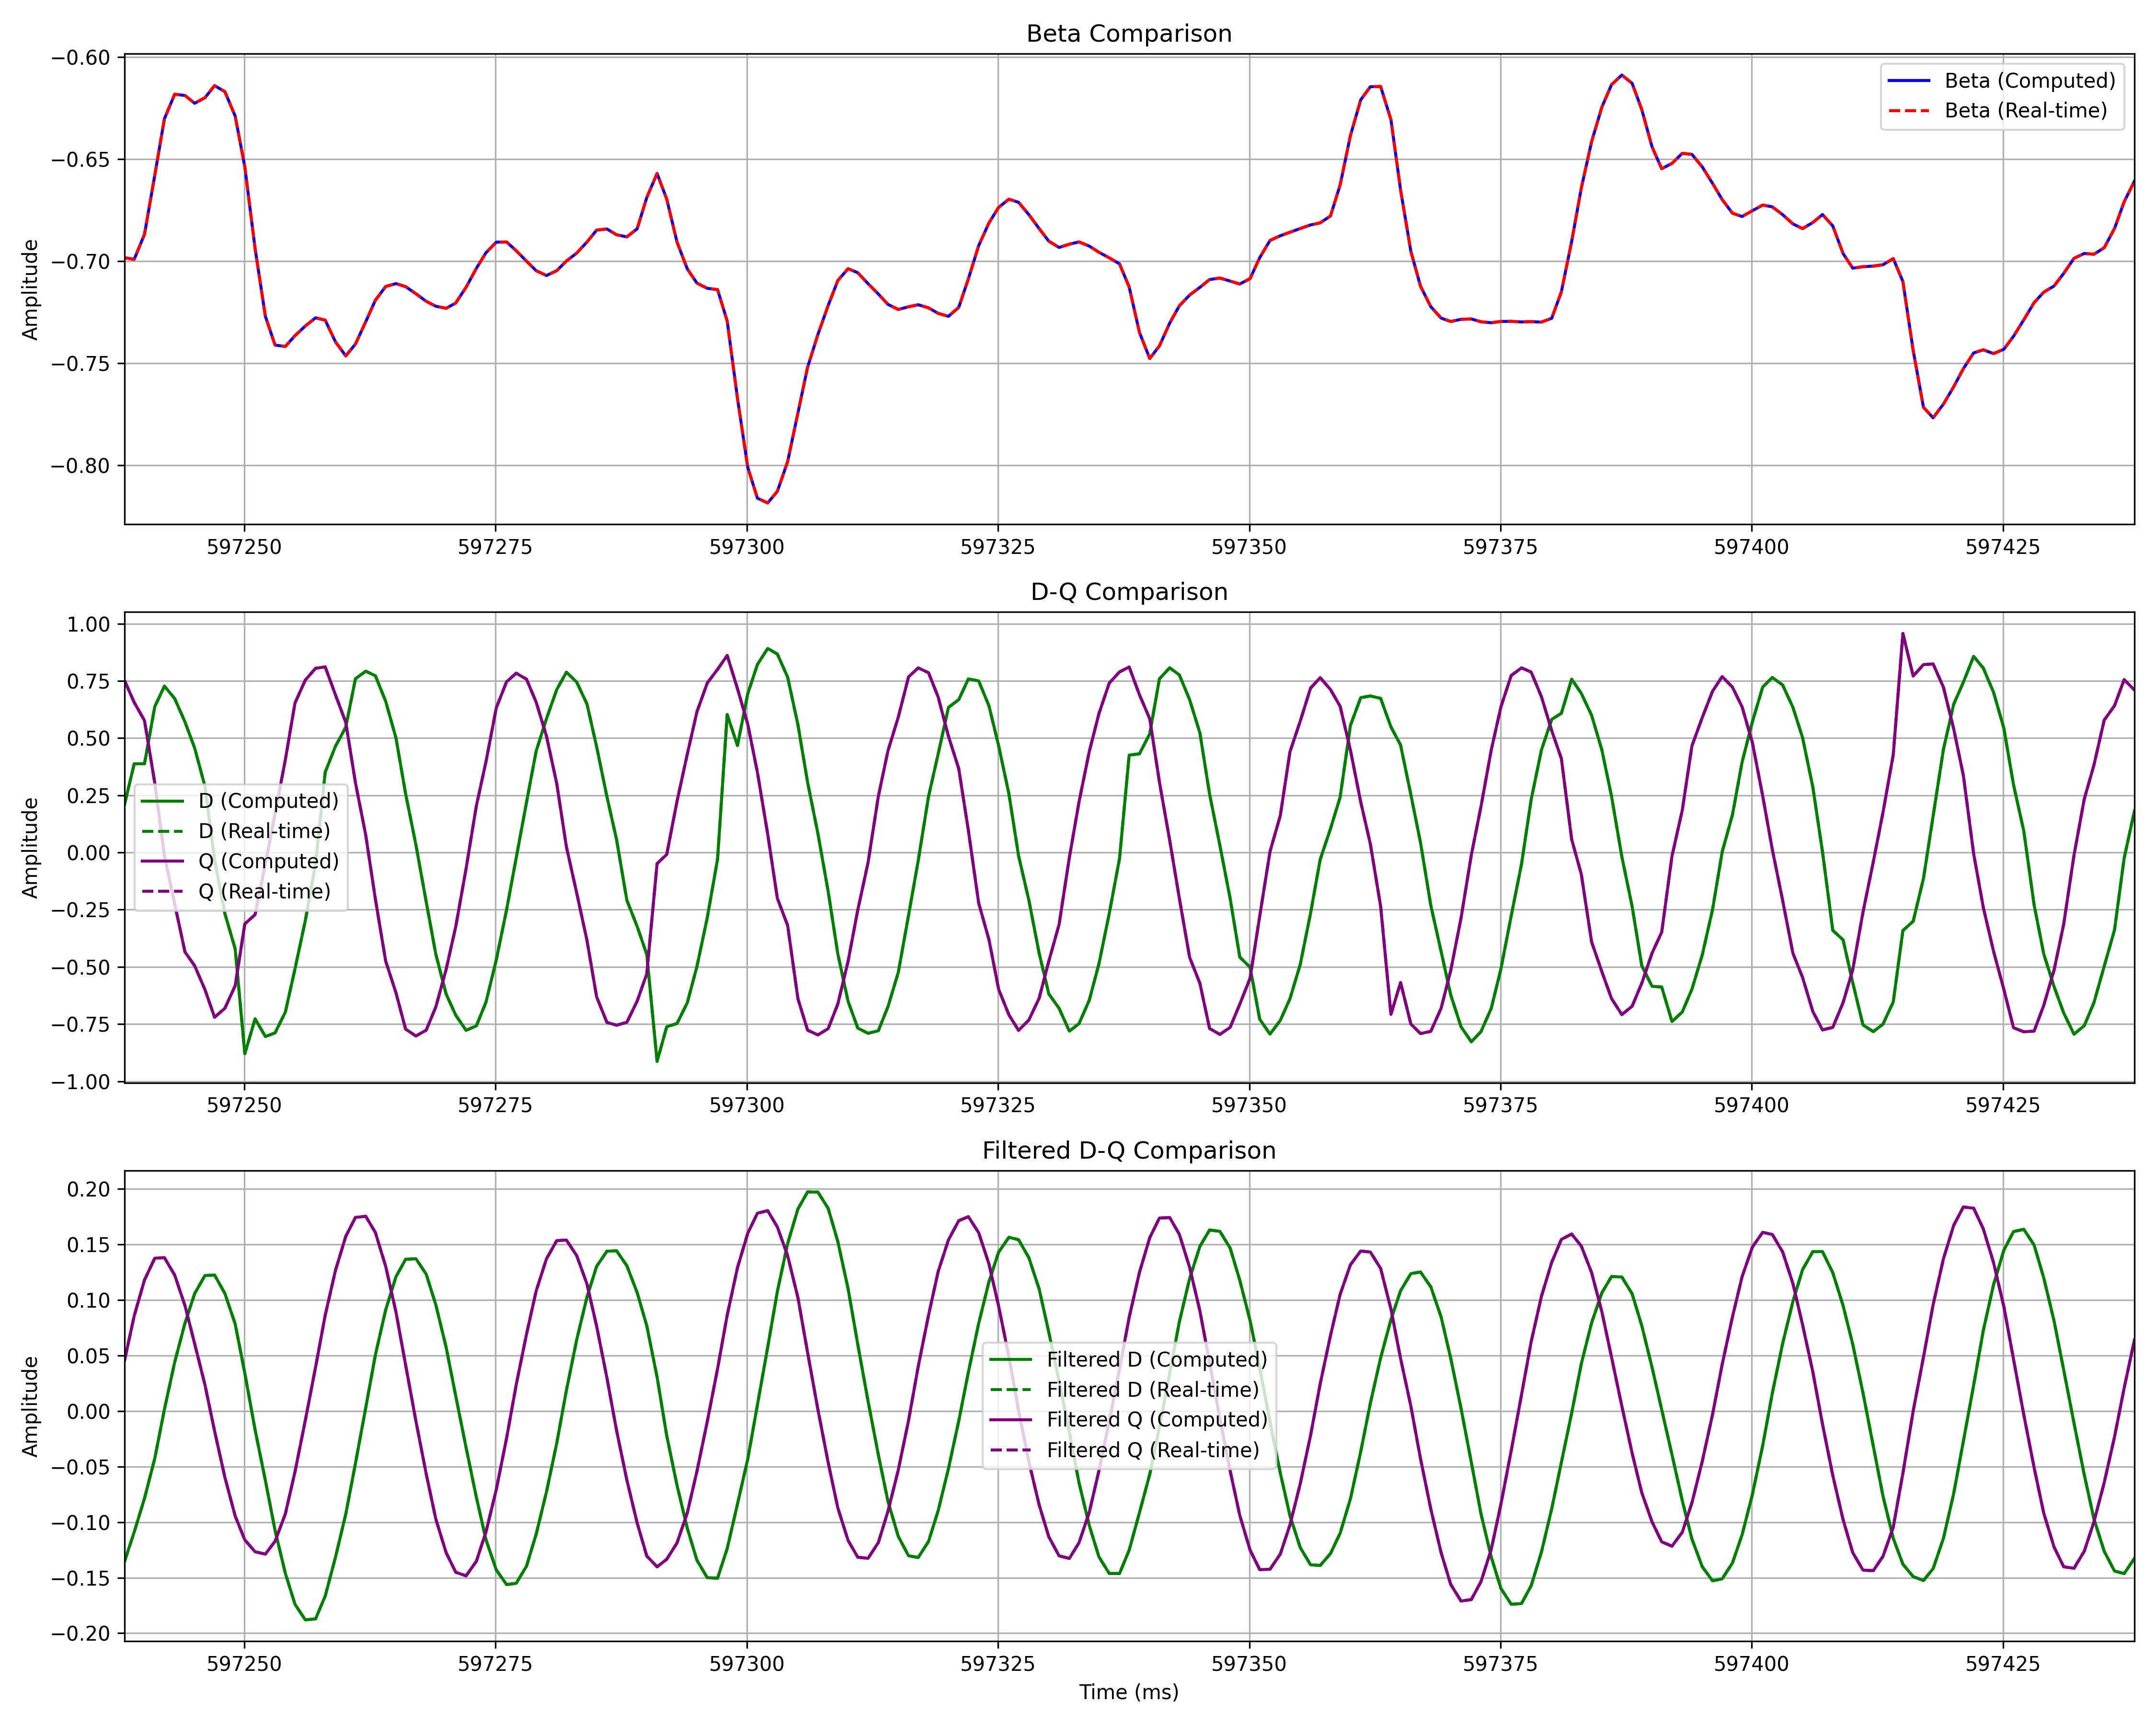 Beta Comparison
Amplitude
−0.60
−0.65
−0.70
−0.75
−0.80
Beta (Computed)
Beta (Real-time)
597250 597275 597300 597325 597350 597375 597400 597425
D-Q Comparison
Amplitude
1.00
0.75
0.50
0.25
0.00
−0.25
−0.50
−0.75
−1.00
D (Computed)
D (Real-time)
Q (Computed)
Q (Real-time)
597250 597275 597300 597325 597350 597375 597400 597425
Filtered D-Q Comparison
Amplitude
0.20
0.15
0.10
0.05
0.00
−0.05
−0.10
−0.15
−0.20
Filtered D (Computed)
Filtered D (Real-time)
Filtered Q (Computed)
Filtered Q (Real-time)
597250 597275 597300 597325 597350 597375 597400 597425
Time (ms)